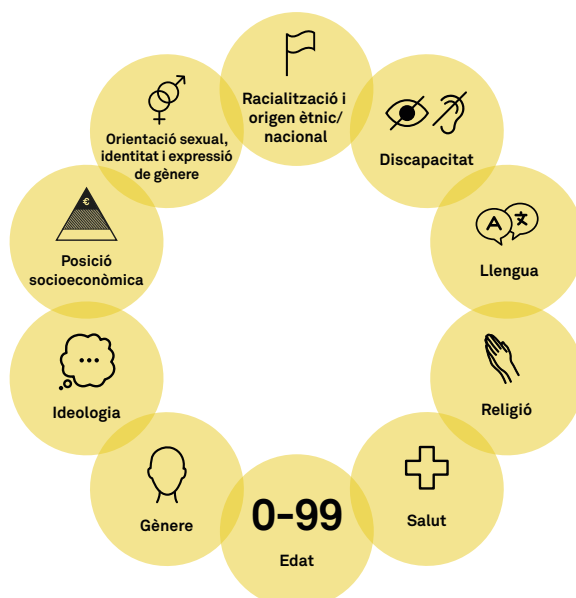 Racialització i
origen ètnic/
nacional
Discapacitat
A 文
Llengua
Religió
Salut
0-99
Edat
Gènere
Ideologia
€
Posició
socioeconòmica
Orientació sexual,
identitat i expressió
de gènere